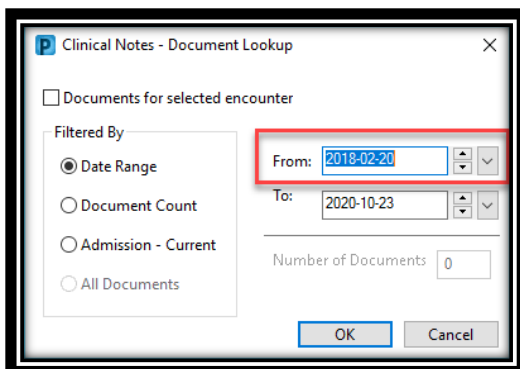 P Clinical Notes - Document Lookup
Documents for selected encounter
Filtered By
Date Range
From: 2018-02-20
Document Count
To: 2020-10-23
Admission - Current
Number of Documents 0
All Documents
OK Cancel